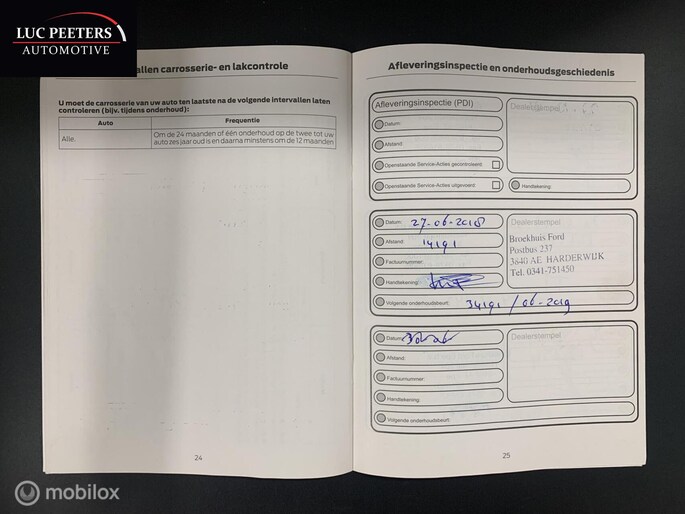 LUC PEETERS
AUTOMOTIVE
allen carrosserie- en lakcontrole
U moet de carrosserie van uw auto ten laatste na de volgende intervallen laten
controleren (bijv. tijdens onderhoud):
Auto Frequentie
Alle. Om de 24 maanden of één onderhoud op de twee tot uw
auto zes jaar oud is en daarna minstens om de 12 maanden
24
Afleveringsinspectie en onderhoudsgeschiedenis
Afleveringsinspectie (PDI)
Dealerstempel
Datum:
Afstand:
Openstaande Service-Acties gecontroleerd:
Openstaande Service-Acties uitgevoerd:
Handtekening:
Datum: 27-06-2018
Afstand: 14191
Factuurnummer:
Handtekening:
Dealerstempel
Broekhuis Ford
Postbus 237
3840 AE HARDERWIJK
Tel. 0341-751450
Volgende onderhoudsbeurt: 34191 / 06-2019
Datum:
Afstand:
Factuurnummer:
Handtekening:
Dealerstempel
Volgende onderhoudsbeurt:
25
mobilox